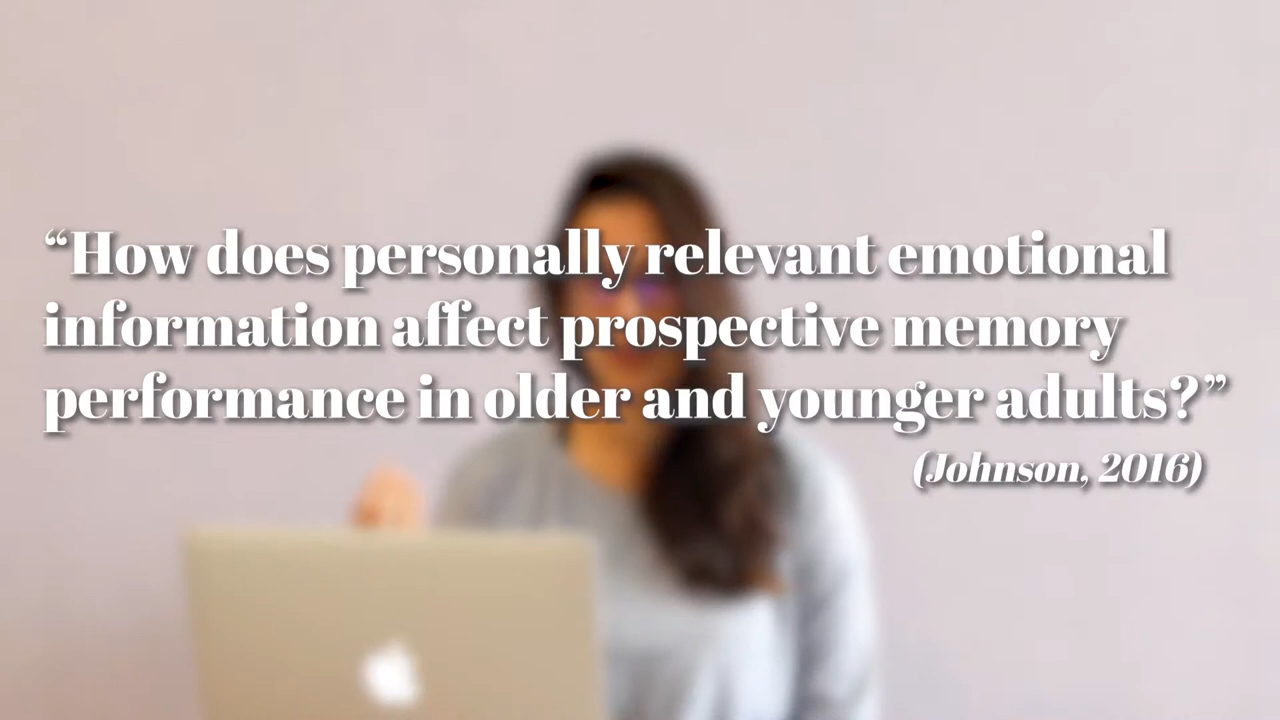 “How does personally relevant emotional
information affect prospective memory
performance in older and younger adults?”
(Johnson, 2016)